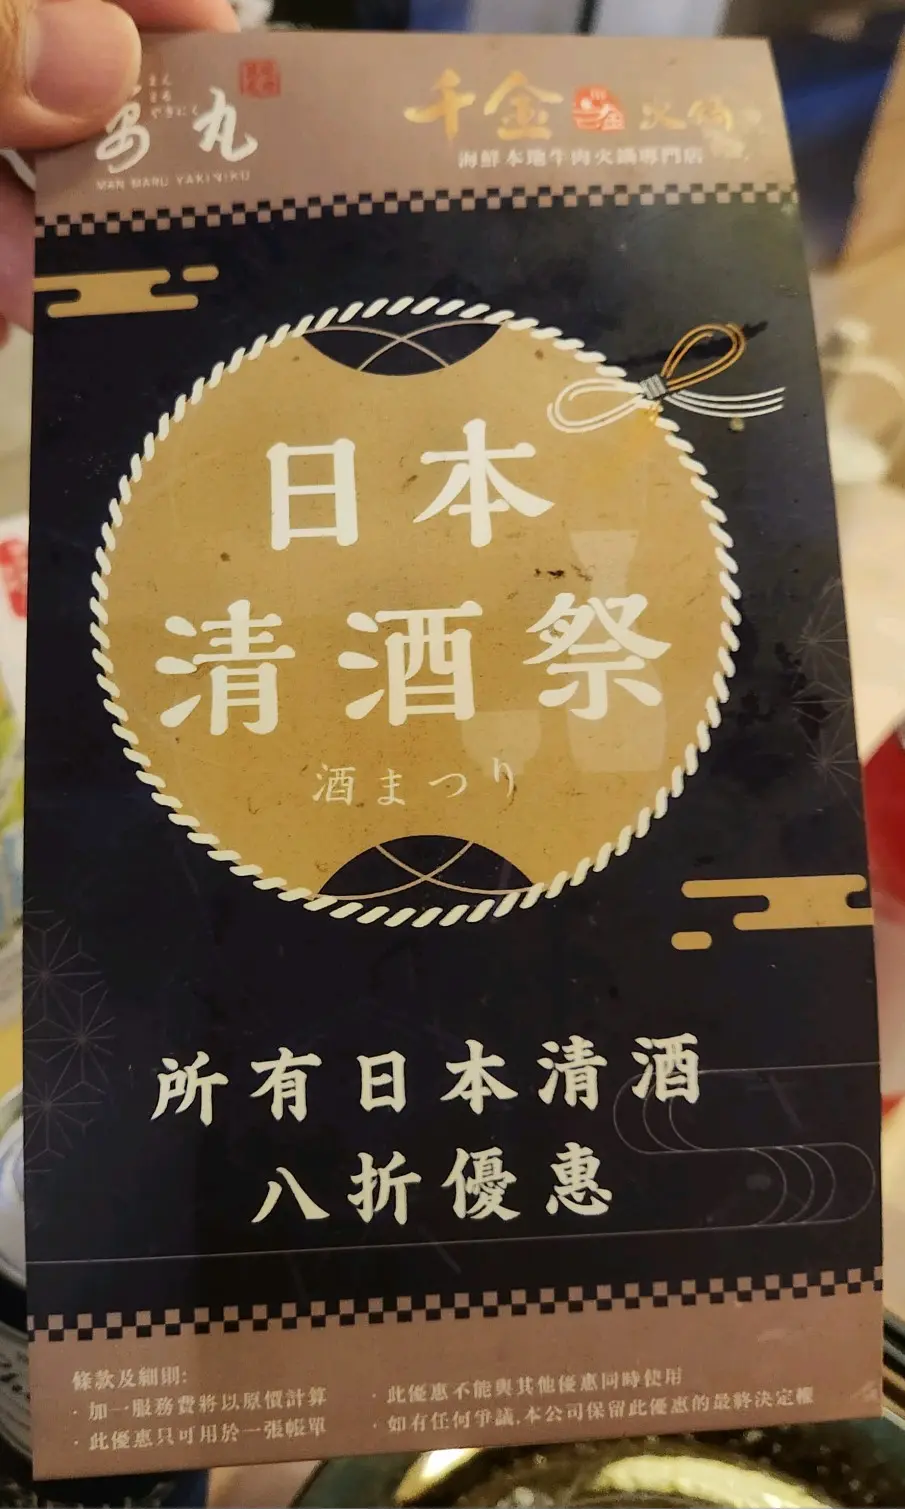 まる
やきにく
丸
MAN MARU YAKINIKU
千金 火鍋
海鮮本地牛肉火鍋專門店
日本
清酒祭
酒まつり
所有日本清酒
八折優惠
條款及細則:
· 加一服務費將以原價計算
· 此優惠只可用於一張帳單
· 此優惠不能與其他優惠同時使用
· 如有任何爭議,本公司保留此優惠的最終決定權